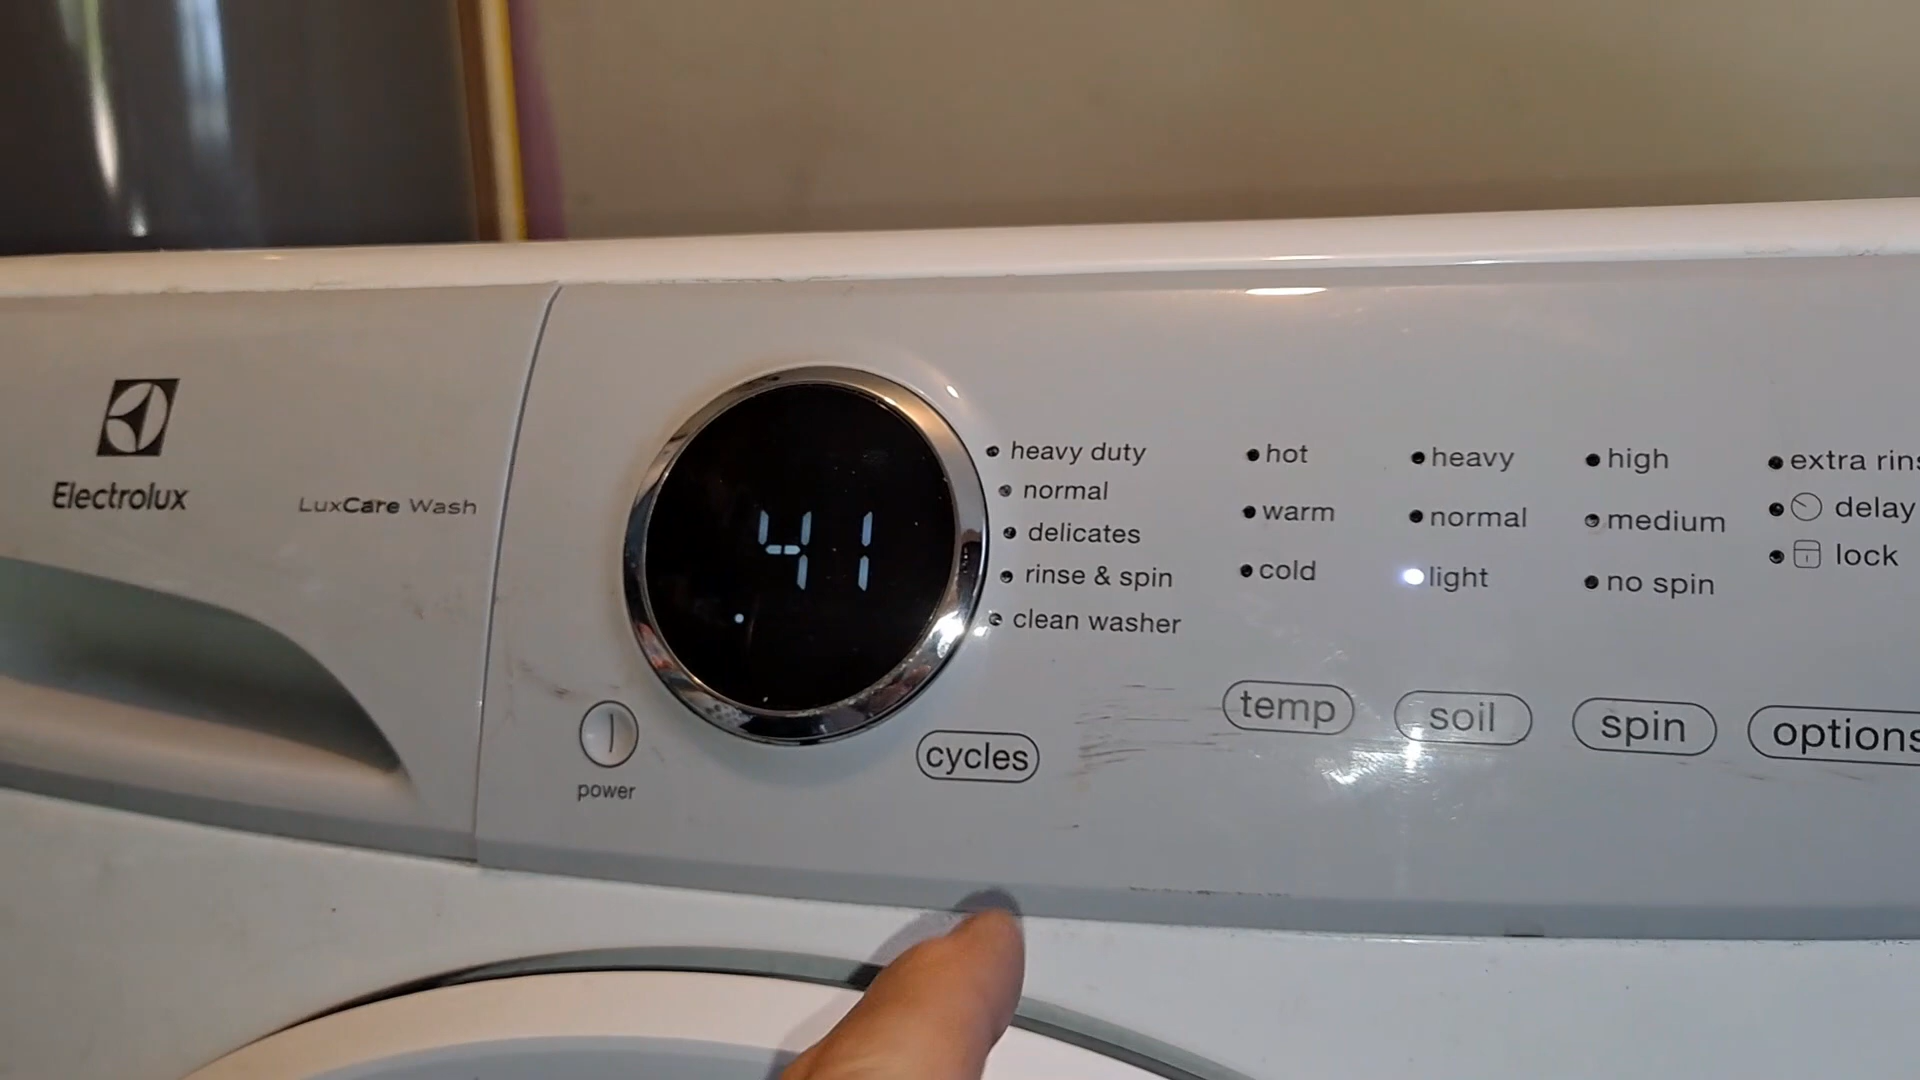 Electrolux
LuxCare Wash
41
power
cycles
heavy duty
normal
delicates
rinse & spin
clean washer
hot
warm
cold
temp
heavy
normal
light
soil
high
medium
no spin
spin
extra rins
delay
lock
options